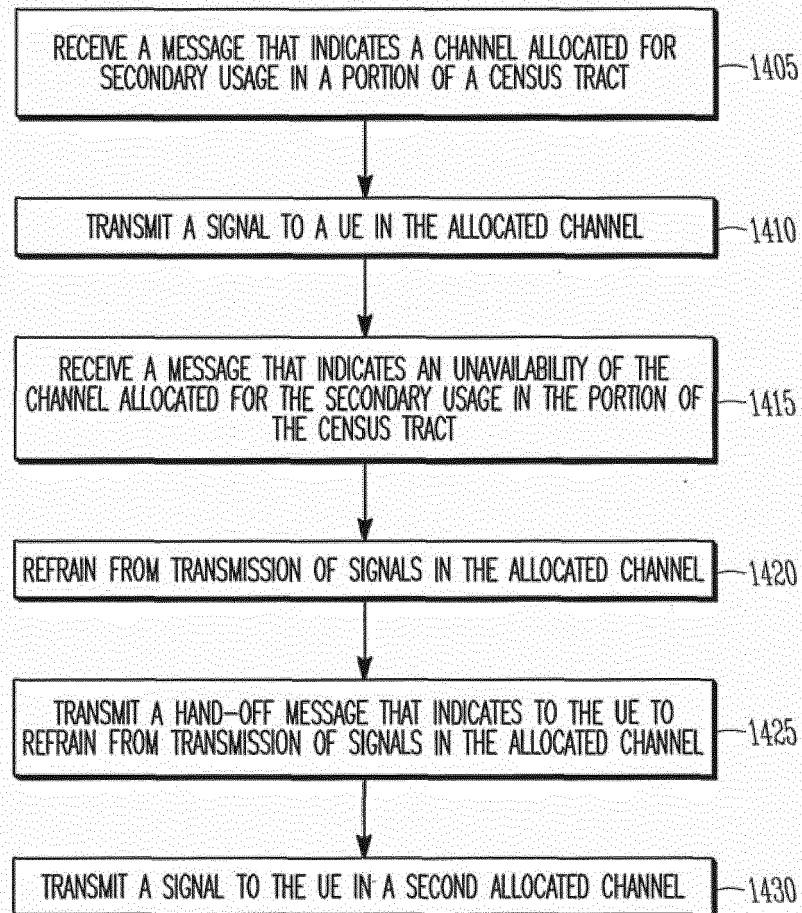 RECEIVE A MESSAGE THAT INDICATES A CHANNEL ALLOCATED FOR
SECONDARY USAGE IN A PORTION OF A CENSUS TRACT
1405
TRANSMIT A SIGNAL TO A UE IN THE ALLOCATED CHANNEL
1410
RECEIVE A MESSAGE THAT INDICATES AN UNAVAILABILITY OF THE
CHANNEL ALLOCATED FOR THE SECONDARY USAGE IN THE PORTION OF
THE CENSUS TRACT
1415
REFRAIN FROM TRANSMISSION OF SIGNALS IN THE ALLOCATED CHANNEL
1420
TRANSMIT A HAND-OFF MESSAGE THAT INDICATES TO THE UE TO
REFRAIN FROM TRANSMISSION OF SIGNALS IN THE ALLOCATED CHANNEL
1425
TRANSMIT A SIGNAL TO THE UE IN A SECOND ALLOCATED CHANNEL
1430